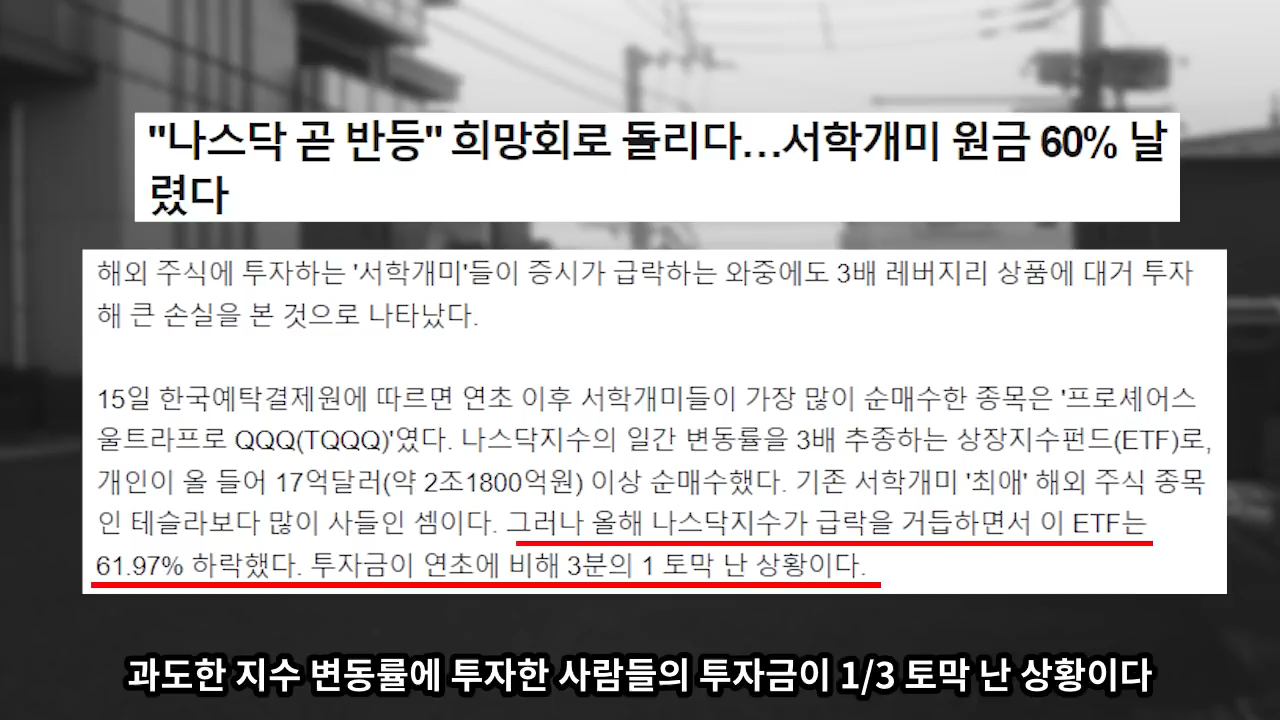 "나스닥 곧 반등" 희망회로 돌리다…서학개미 원금 60% 날
렸다
해외 주식에 투자하는 '서학개미'들이 증시가 급락하는 와중에도 3배 레버지리 상품에 대거 투자
해 큰 손실을 본 것으로 나타났다.
15일 한국예탁결제원에 따르면 연초 이후 서학개미들이 가장 많이 순매수한 종목은 '프로셰어스
울트라프로 QQQ(TQQQ)'였다. 나스닥지수의 일간 변동률을 3배 추종하는 상장지수펀드(ETF)로,
개인이 올 들어 17억달러(약 2조1800억원) 이상 순매수했다. 기존 서학개미 '최애' 해외 주식 종목
인 테슬라보다 많이 사들인 셈이다. 그러나 올해 나스닥지수가 급락을 거듭하면서 이 ETF는
61.97% 하락했다. 투자금이 연초에 비해 3분의 1 토막 난 상황이다.
과도한 지수 변동률에 투자한 사람들의 투자금이 1/3 토막 난 상황이다